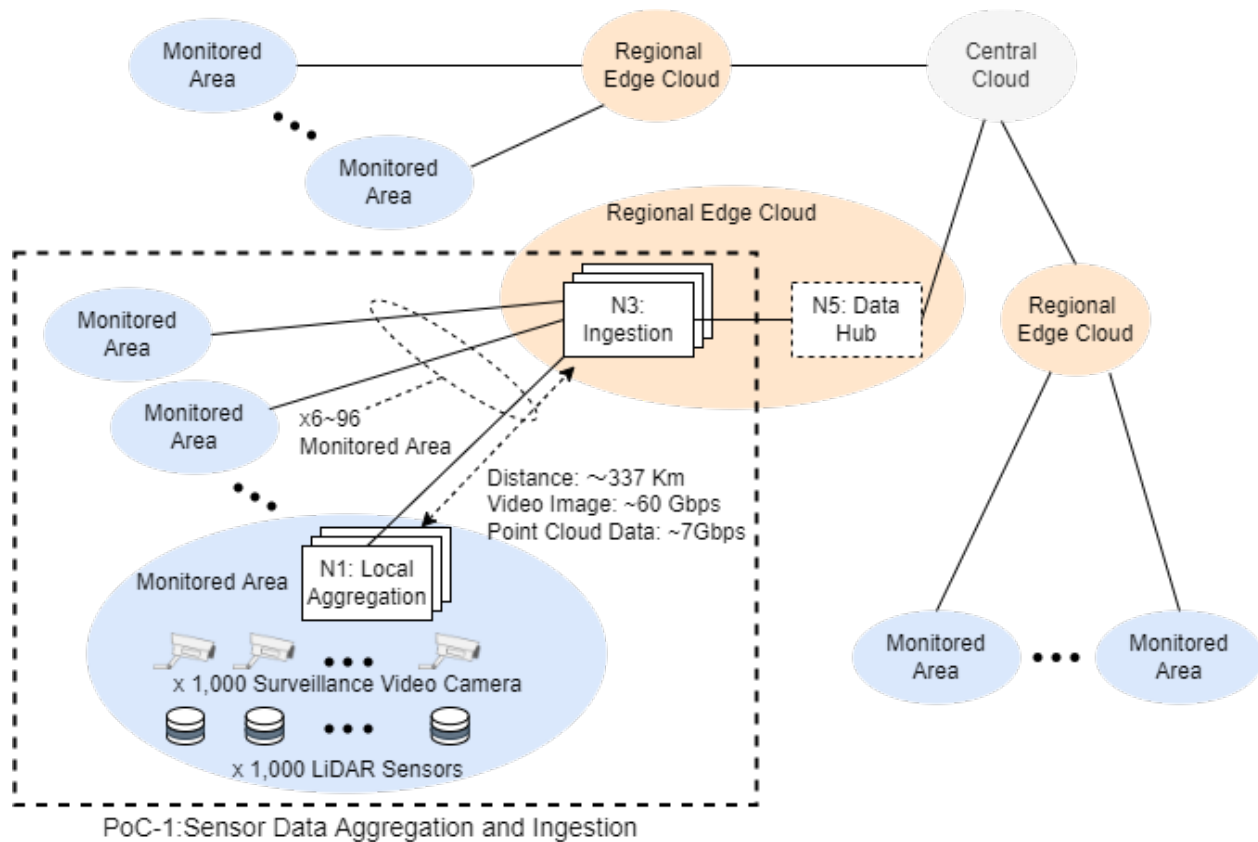 Monitored
Area
Regional
Edge Cloud
Central
Cloud
Monitored
Area
Regional Edge Cloud
N3:
Ingestion
N5: Data
Hub
Regional
Edge Cloud
Monitored
Area
Monitored
Area
x6~96
Monitored Area
Distance: ～337 Km
Video Image: ~60 Gbps
Point Cloud Data: ~7Gbps
Monitored Area
N1: Local
Aggregation
x 1,000 Surveillance Video Camera
x 1,000 LiDAR Sensors
Monitored
Area
Monitored
Area
PoC-1:Sensor Data Aggregation and Ingestion